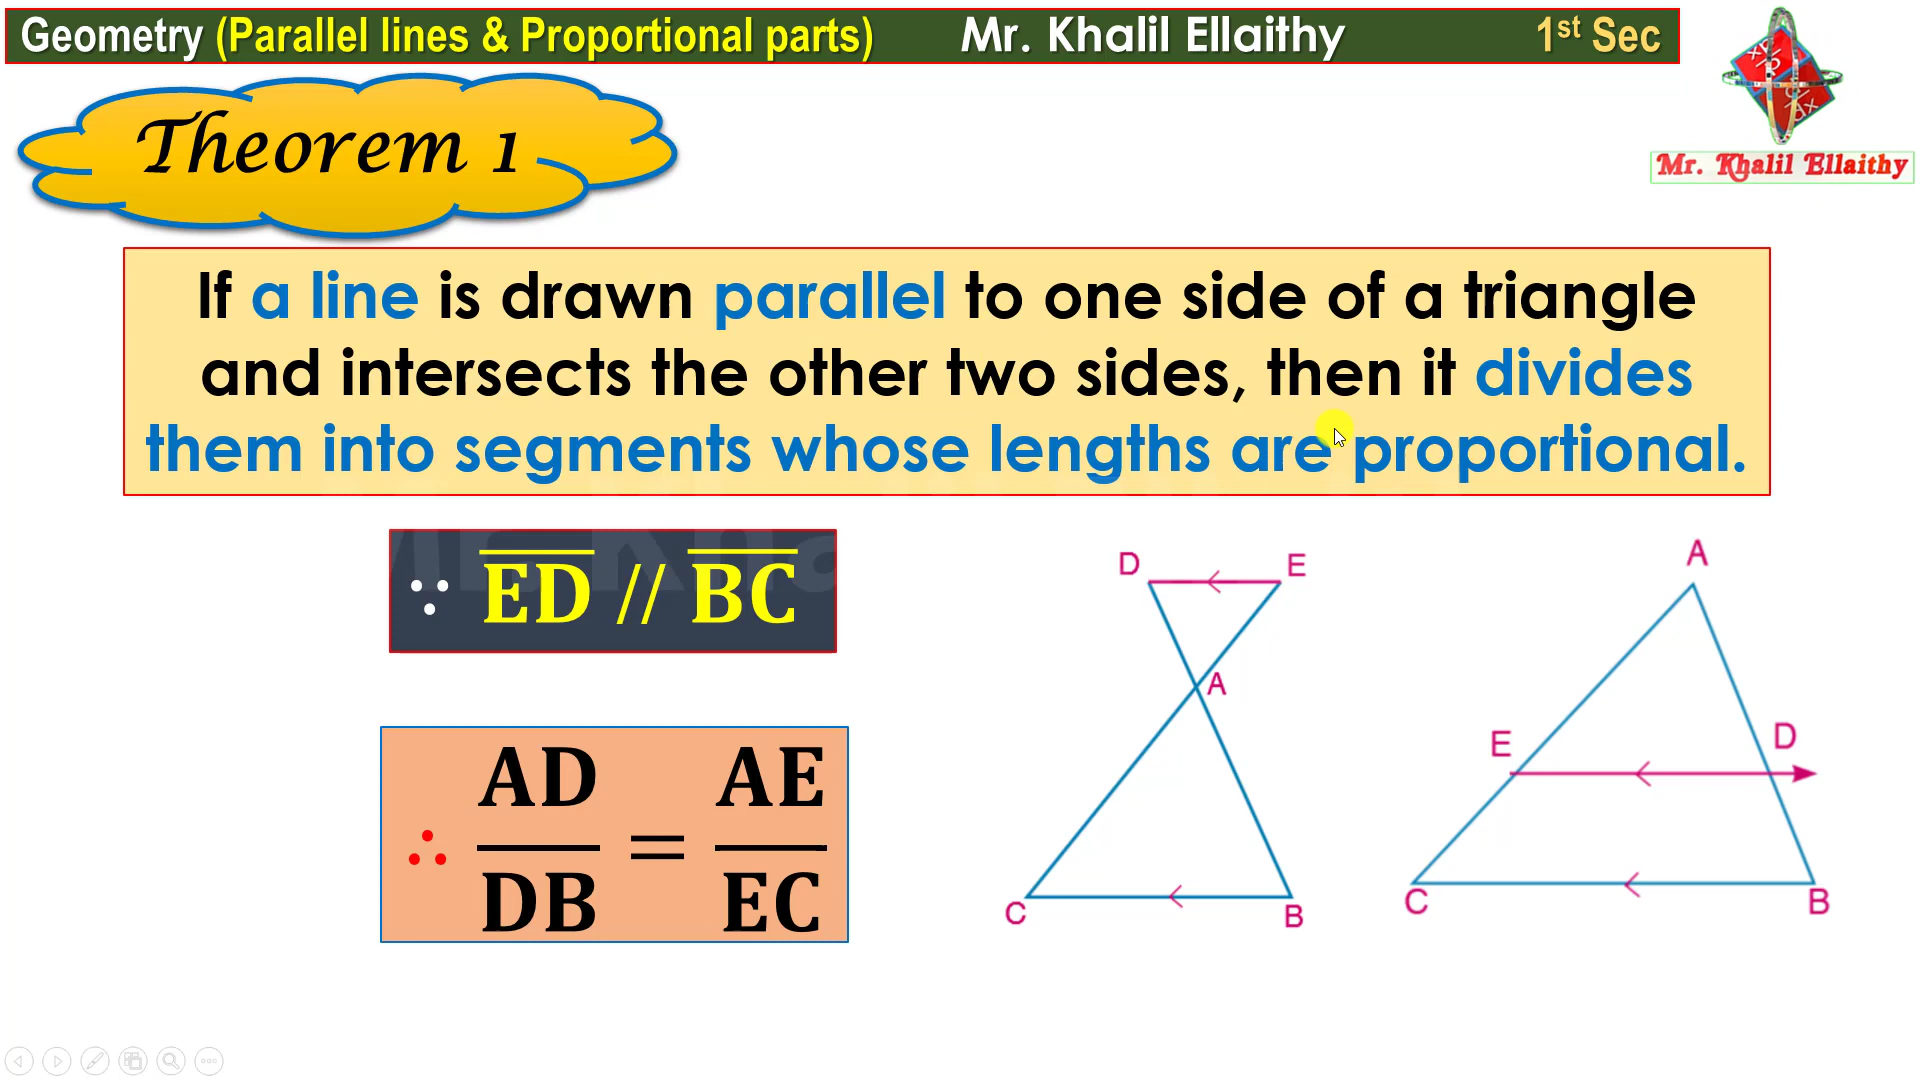 Geometry (Parallel lines & Proportional parts) Mr. Khalil Ellaithy 1st Sec
Mr. Khalil Ellaithy
Theorem 1
If a line is drawn parallel to one side of a triangle
and intersects the other two sides, then it divides
them into segments whose lengths are proportional.
∵ ED // BC
∴ AD/DB = AE/EC
D E
A
C B
A
E D
C B